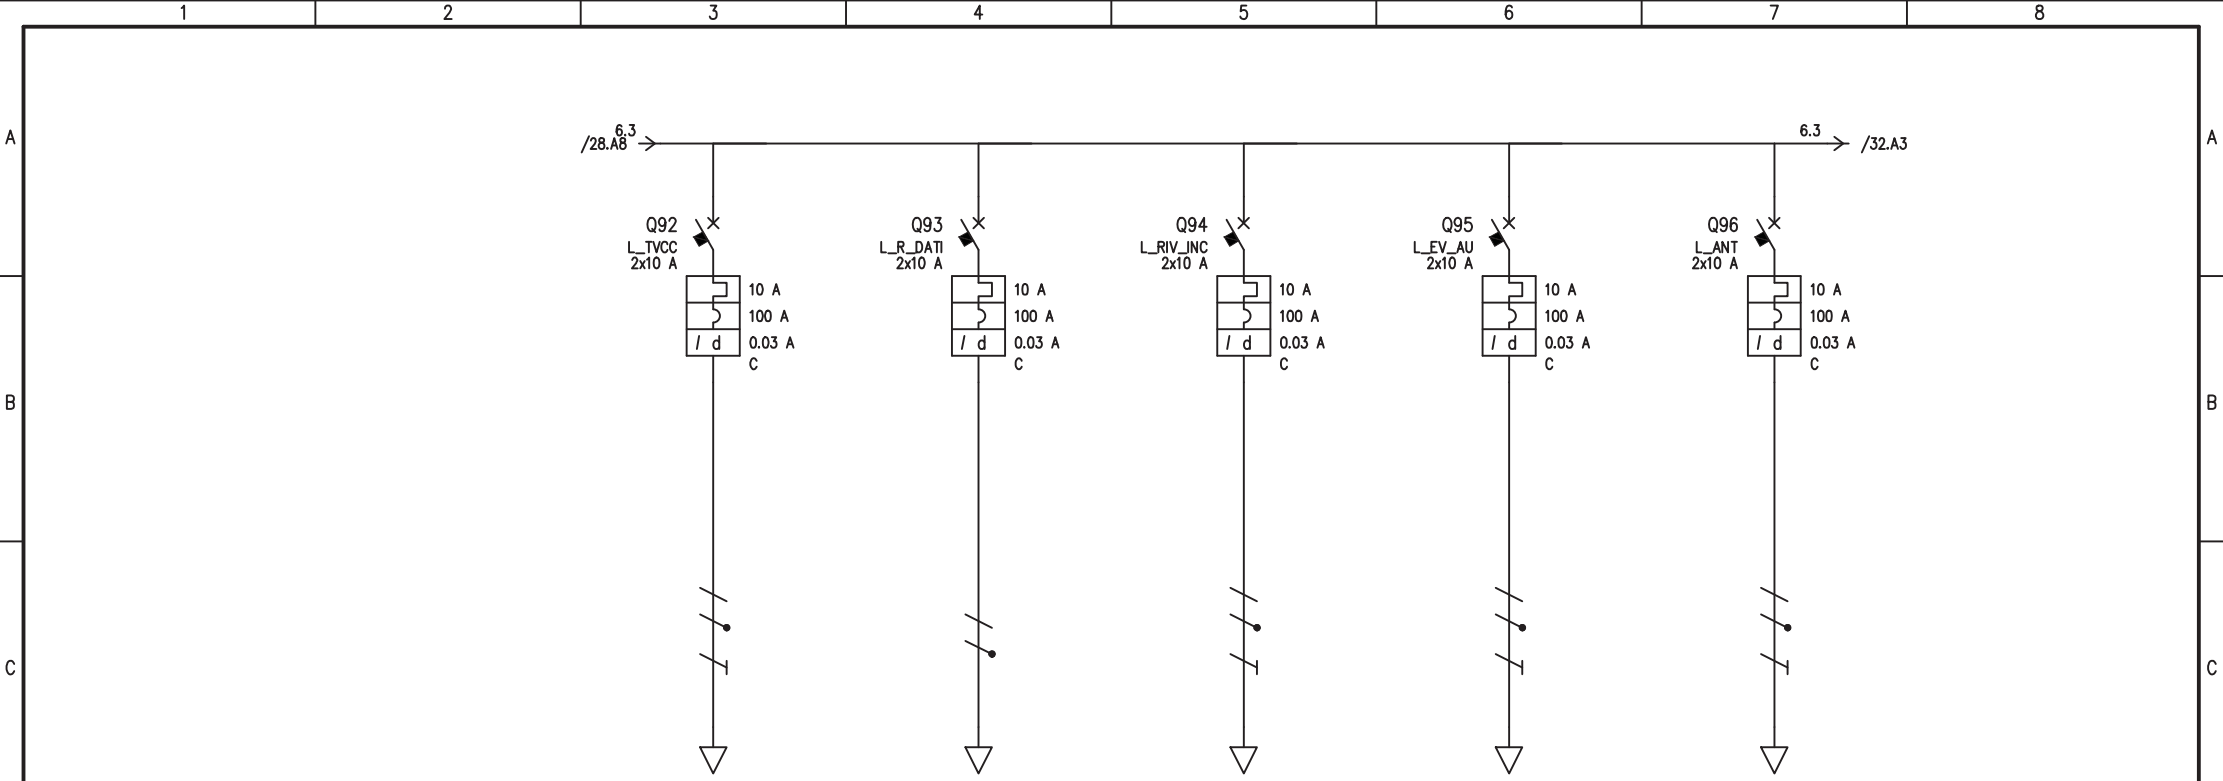 1 2 3 4 5 6 7 8
A A
6.3 6.3
/28.A8 /32.A3
Q92 Q93 Q94 Q95 Q96
L_TVCC L_R_DATI L_RIV_INC L_EV_AU L_ANT
2x10 A 2x10 A 2x10 A 2x10 A 2x10 A
10 A 10 A 10 A 10 A 10 A
100 A 100 A 100 A 100 A 100 A
I d 0.03 A I d 0.03 A I d 0.03 A I d 0.03 A I d 0.03 A
C C C C C
B B
C C